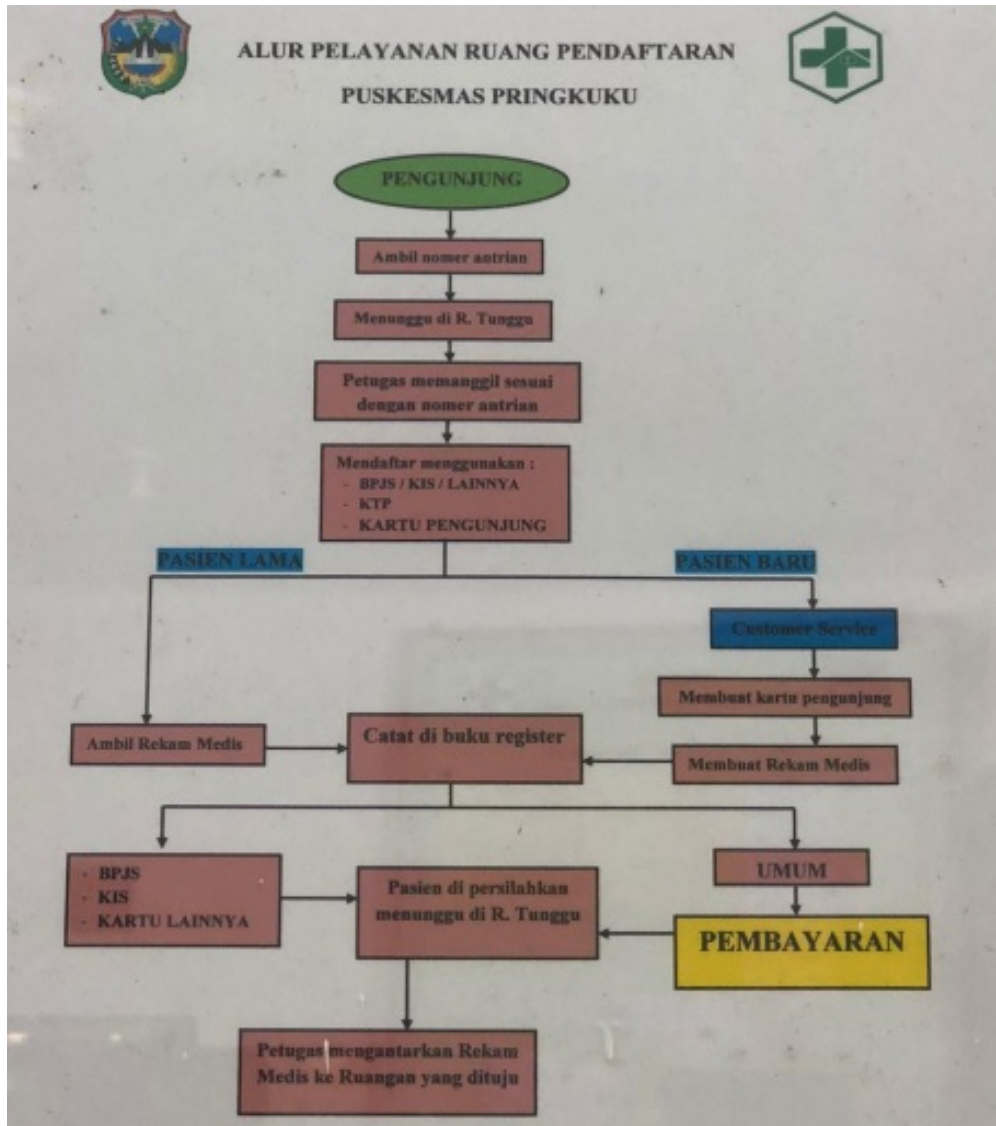 ALUR PELAYANAN RUANG PENDAFTARAN
PUSKESMAS PRINGKUKU
PENGUNJUNG
Ambil nomer antrian
Menunggu di R. Tunggu
Petugas memanggil sesuai
dengan nomer antrian
Mendaftar menggunakan :
- BPJS / KIS / LAINNYA
- KTP
- KARTU PENGUNJUNG
PASIEN LAMA
PASIEN BARU
Customer Service
Membuat kartu pengunjung
Ambil Rekam Medis
Catat di buku register
Membuat Rekam Medis
- BPJS
- KIS
- KARTU LAINNYA
Pasien di persilahkan
menunggu di R. Tunggu
UMUM
PEMBAYARAN
Petugas mengantarkan Rekam
Medis ke Ruangan yang dituju